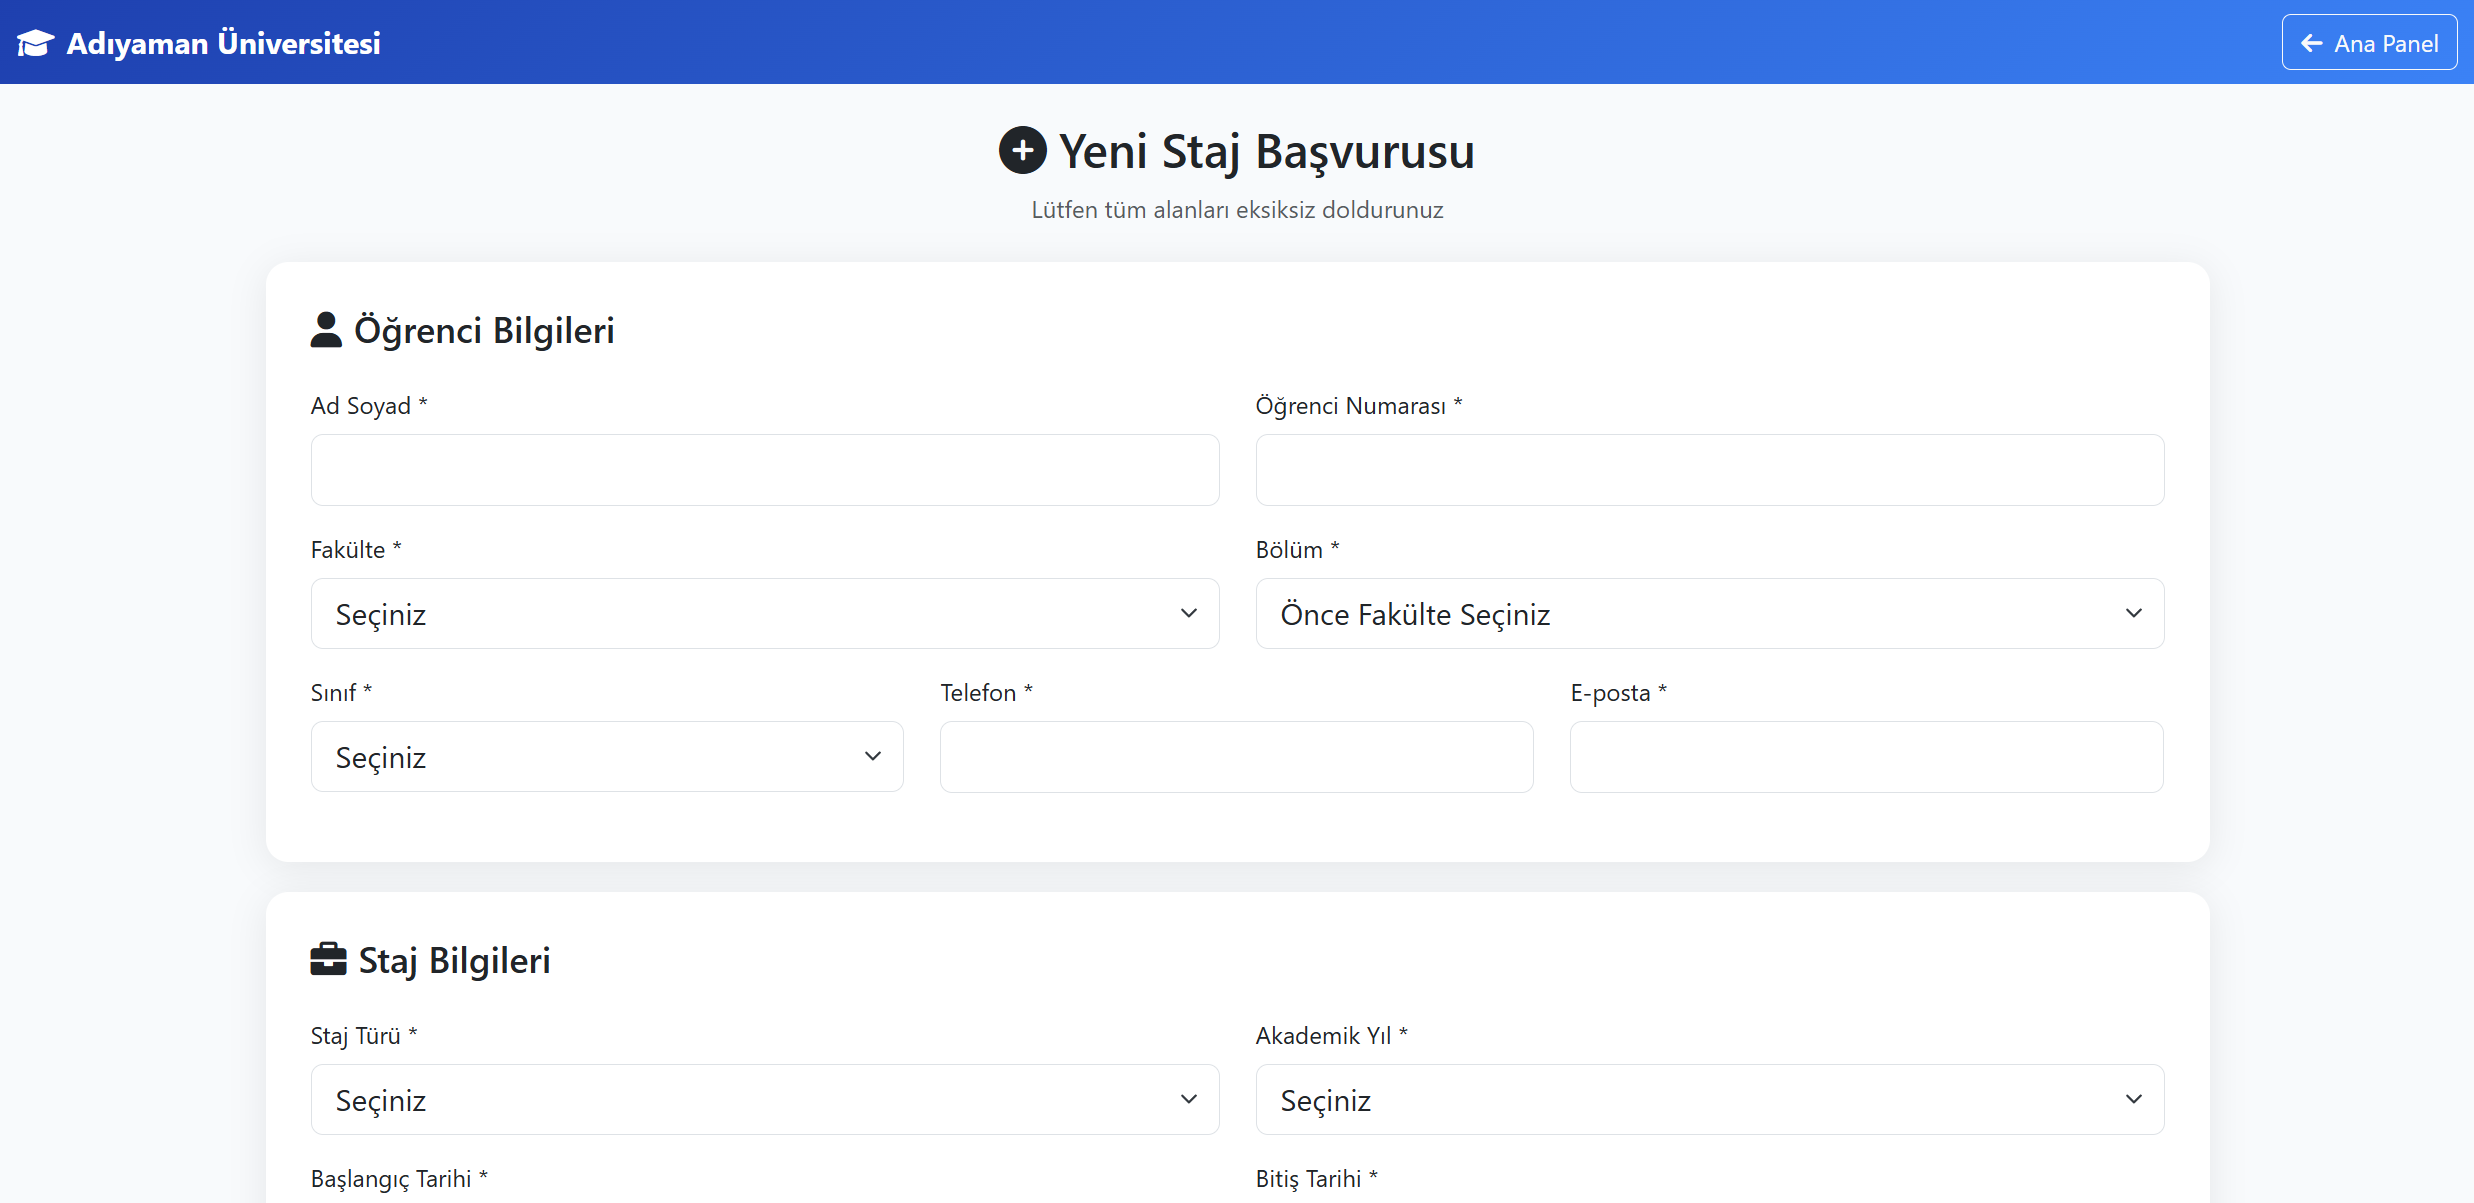 Adıyaman Üniversitesi
Ana Panel
Yeni Staj Başvurusu
Lütfen tüm alanları eksiksiz doldurunuz
Öğrenci Bilgileri
Ad Soyad *
Öğrenci Numarası *
Fakülte *
Bölüm *
Seçiniz
Önce Fakülte Seçiniz
Sınıf *
Telefon *
E-posta *
Seçiniz
Staj Bilgileri
Staj Türü *
Akademik Yıl *
Seçiniz
Seçiniz
Başlangıç Tarihi *
Bitiş Tarihi *